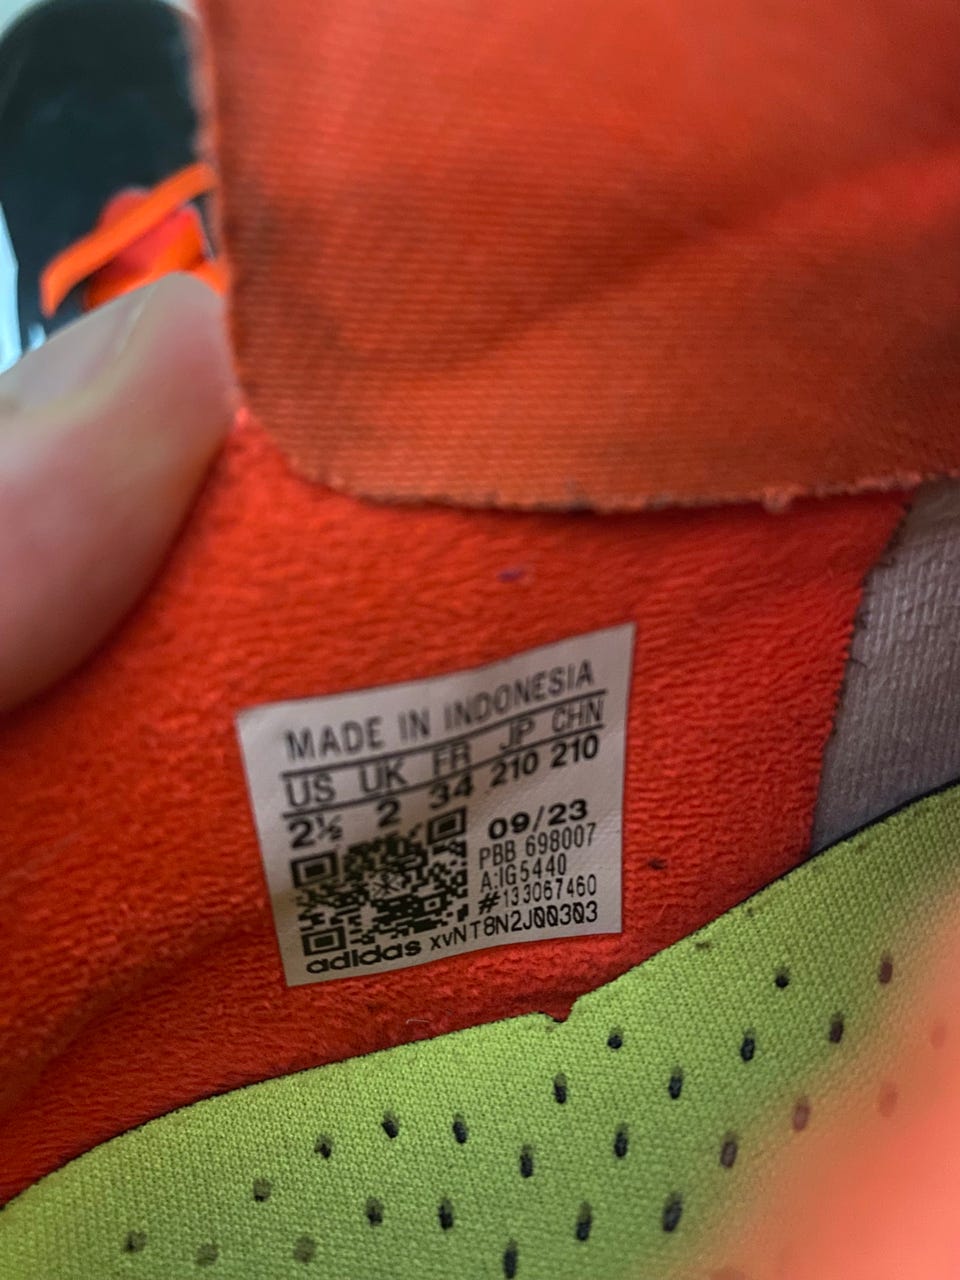 MADE IN INDONESIA
US UK FR JP CHN
2½ 2 34 210 210
09/23
PBB 698007
A:IG5440
#133067460
adidas xvNT8N2J00303